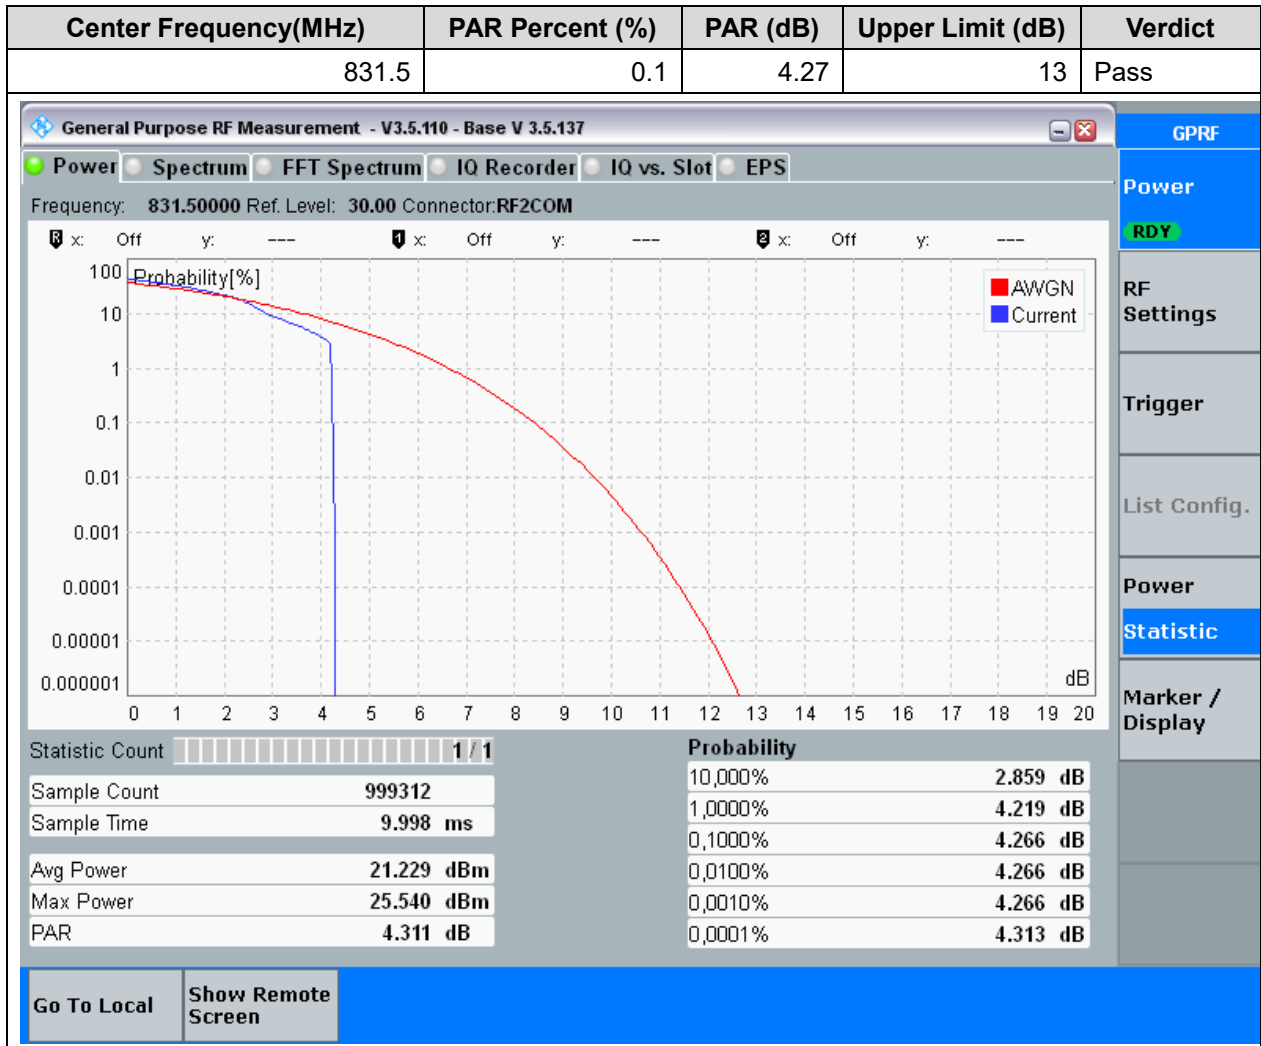 Center Frequency(MHz) PAR Percent (%) PAR (dB) Upper Limit (dB) Verdict
831.5 0.1 4.27 13 Pass
General Purpose RF Measurement - V3.5.110 - Base V 3.5.137
GPRF
Power Spectrum FFT Spectrum IQ Recorder IQ vs. Slot EPS
Power
RDY
Frequency: 831.50000 Ref. Level: 30.00 Connector:RF2COM
R x: Off y: --- 1 x: Off y: --- 2 x: Off y: ---
Probability[%]
100
10
1
0.1
0.01
0.001
0.0001
0.00001
0.000001
AWGN
Current
dB
0 1 2 3 4 5 6 7 8 9 10 11 12 13 14 15 16 17 18 19 20
RF
Settings
Trigger
List Config.
Power
Statistic
Marker /
Display
Statistic Count 1 / 1
Sample Count 999312
Sample Time 9.998 ms
Avg Power 21.229 dBm
Max Power 25.540 dBm
PAR 4.311 dB
Probability
10,000% 2.859 dB
1,0000% 4.219 dB
0,1000% 4.266 dB
0,0100% 4.266 dB
0,0010% 4.266 dB
0,0001% 4.313 dB
Go To Local
Show Remote
Screen